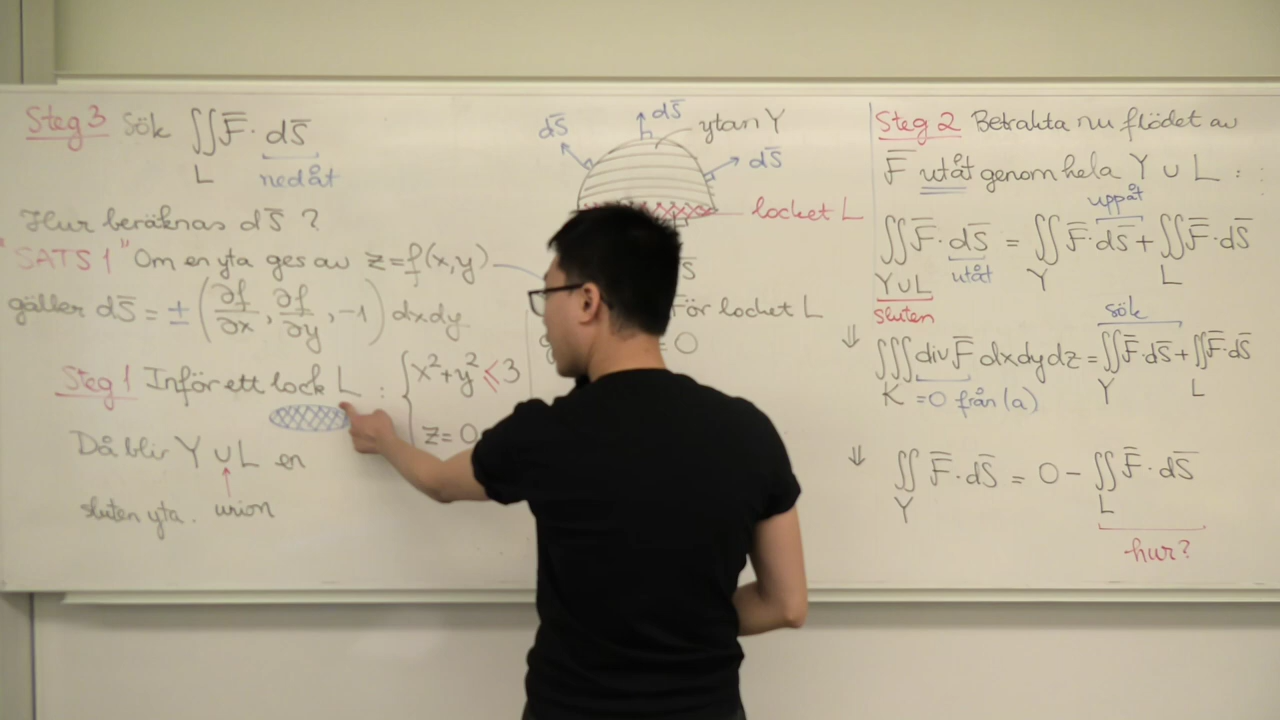 Steg 3 Sök ∬ F̅ · dS̅
L nedåt
Hur beräknas dS̅ ?
"SATS 1" Om en yta ges av z = f(x,y)
gäller dS̅ = ± (∂f/∂x, ∂f/∂y, -1) dxdy
Steg 1 Inför ett lock L : { x² + y² ≤ 3
z = 0
Då blir Y ∪ L en
sluten yta. union
dS̅
dS̅ ytan Y
dS̅
locket L
För locket L
= 0
Steg 2 Betrakta nu flödet av
F̅ utåt genom hela Y ∪ L :
uppåt
∬ F̅ · dS̅ = ∬ F̅ · dS̅ + ∬ F̅ · dS̅
Y∪L utåt Y L
sluten sök
⇓ ∭ div F̅ dxdydz = ∬ F̅ · dS̅ + ∬ F̅ · dS̅
K = 0 från (a) Y L
⇓ ∬ F̅ · dS̅ = 0 - ∬ F̅ · dS̅
Y L
hur?